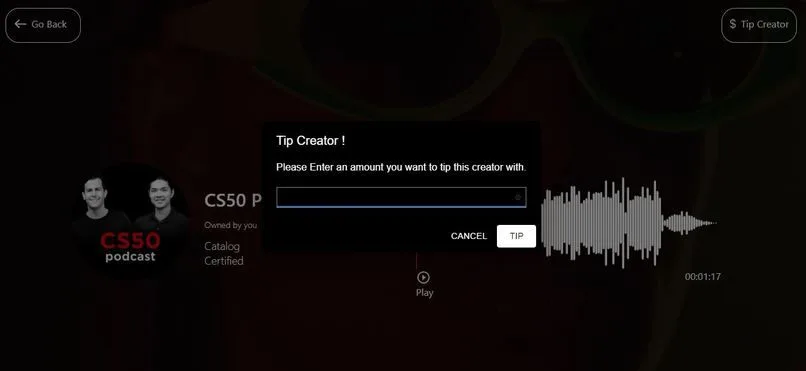 Go Back
$ Tip Creator
Tip Creator !
Please Enter an amount you want to tip this creator with.
CANCEL TIP
CS50 P
Owned by you
Catalog
Certified
CS50
podcast
Play
00:01:17